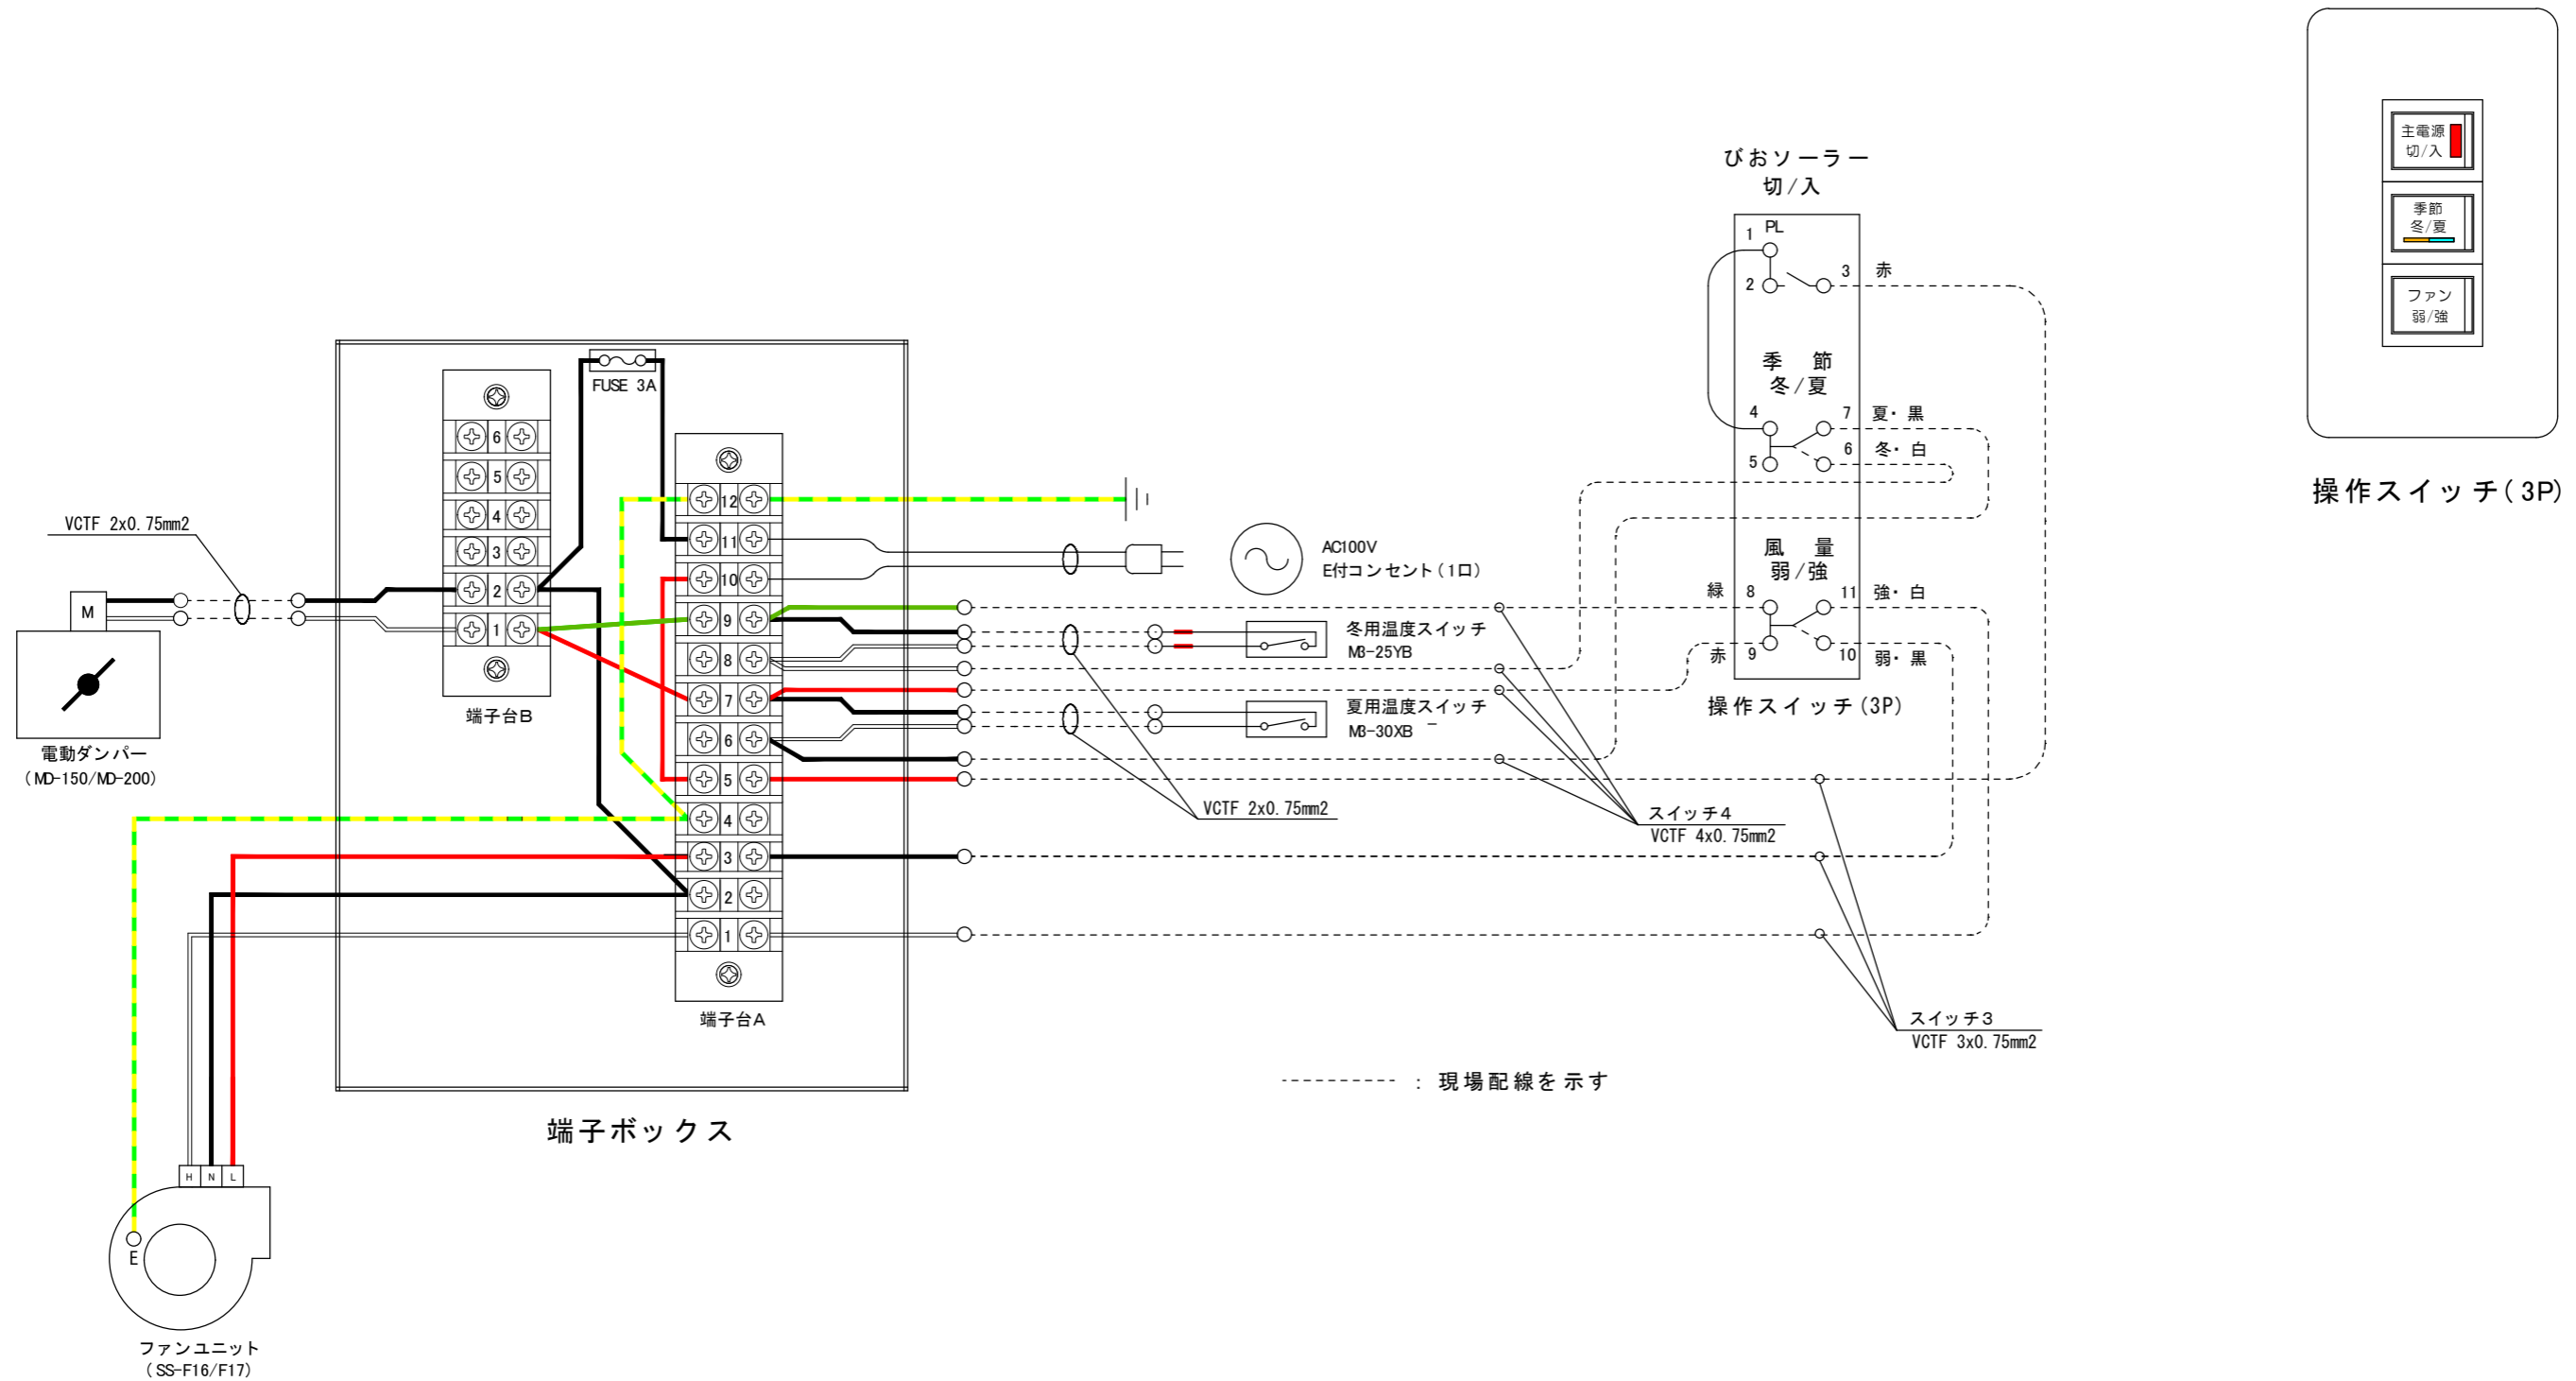 主電源
切/入
季節
冬/夏
ファン
弱/強
操作スイッチ(3P)
びおソーラー
切/入
1 PL
2
3 赤
季 節
冬/夏
4
7 夏・黒
6 冬・白
5
風 量
弱/強
緑 8
11 強・白
赤 9
10 弱・黒
操作スイッチ(3P)
FUSE 3A
6
5
4
3
2
1
端子台B
12
11
10
9
8
7
6
5
4
3
2
1
端子台A
端子ボックス
VCTF 2x0.75mm2
M
電動ダンパー
(MD-150/MD-200)
AC100V
E付コンセント(1口)
冬用温度スイッチ
M3-25YB
夏用温度スイッチ
M3-30XB
VCTF 2x0.75mm2
スイッチ4
VCTF 4x0.75mm2
スイッチ3
VCTF 3x0.75mm2
: 現場配線を示す
H N L
E
ファンユニット
(SS-F16/F17)